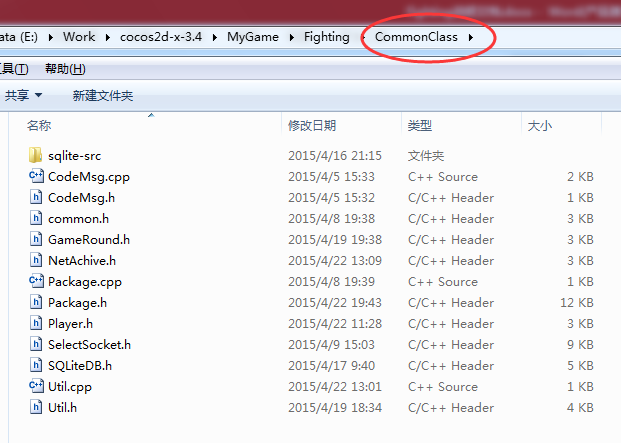 ata (E:) Work cocos2d-x-3.4 MyGame Fighting CommonClass
工具(T) 帮助(H)
共享 新建文件夹
名称 修改日期 类型 大小
sqlite-src 2015/4/16 21:15 文件夹
CodeMsg.cpp 2015/4/5 15:33 C++ Source 2 KB
CodeMsg.h 2015/4/5 15:32 C/C++ Header 1 KB
common.h 2015/4/8 19:38 C/C++ Header 3 KB
GameRound.h 2015/4/19 19:38 C/C++ Header 3 KB
NetAchive.h 2015/4/22 13:09 C/C++ Header 3 KB
Package.cpp 2015/4/8 19:39 C++ Source 1 KB
Package.h 2015/4/22 19:43 C/C++ Header 12 KB
Player.h 2015/4/22 11:28 C/C++ Header 3 KB
SelectSocket.h 2015/4/9 15:03 C/C++ Header 9 KB
SQLiteDB.h 2015/4/17 9:40 C/C++ Header 5 KB
Util.cpp 2015/4/22 13:01 C++ Source 1 KB
Util.h 2015/4/19 18:34 C/C++ Header 4 KB